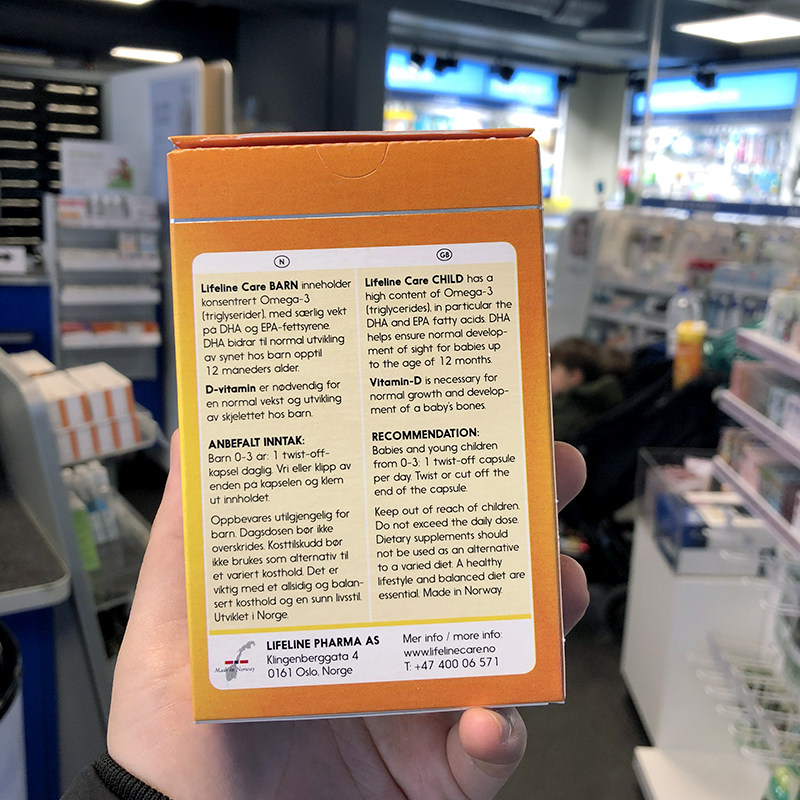 N
Lifeline Care BARN inneholder
konsentrert Omega-3
(triglyserider), med særlig vekt
på DHA og EPA-fettsyrene.
DHA bidrar til normal utvikling
av synet hos barn opptil
12 måneders alder.
D-vitamin er nødvendig for
en normal vekst og utvikling
av skjelettet hos barn.
ANBEFALT INNTAK:
Barn 0-3 år: 1 twist-off-
kapsel daglig. Vri eller klipp av
enden på kapselen og klem
ut innholdet.
Oppbevares utilgjengelig for
barn. Dagsdosen bør ikke
overskrides. Kosttilskudd bør
ikke brukes som alternativ til
et variert kosthold. Det er
viktig med et allsidig og balan-
sert kosthold og en sunn livsstil.
Utviklet i Norge.
GB
Lifeline Care CHILD has a
high content of Omega-3
(triglycerides), in particular the
DHA and EPA fatty acids. DHA
helps ensure normal develop-
ment of sight for babies up
to the age of 12 months.
Vitamin-D is necessary for
normal growth and develop-
ment of a baby's bones.
RECOMMENDATION:
Babies and young children
from 0-3: 1 twist-off capsule
per day. Twist or cut off the
end of the capsule.
Keep out of reach of children.
Do not exceed the daily dose.
Dietary supplements should
not be used as an alternative
to a varied diet. A healthy
lifestyle and balanced diet are
essential. Made in Norway.
Made in Norway
LIFELINE PHARMA AS
Klingenberggata 4
0161 Oslo, Norge
Mer info / more info:
www.lifelinecare.no
T: +47 400 06 571